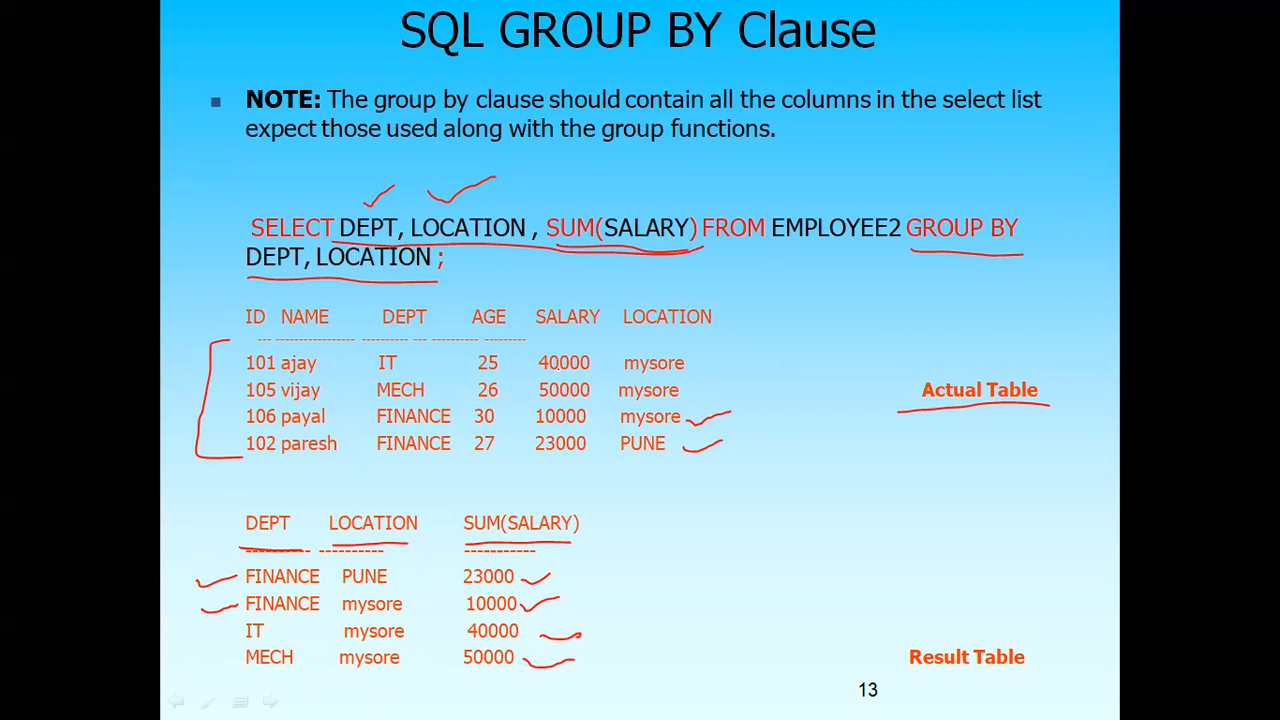 SQL GROUP BY Clause
NOTE: The group by clause should contain all the columns in the select list
expect those used along with the group functions.
SELECT DEPT, LOCATION , SUM(SALARY) FROM EMPLOYEE2 GROUP BY
DEPT, LOCATION ;
ID NAME DEPT AGE SALARY LOCATION
101 ajay IT 25 40000 mysore
105 vijay MECH 26 50000 mysore
Actual Table
106 payal FINANCE 30 10000 mysore
102 paresh FINANCE 27 23000 PUNE
DEPT LOCATION SUM(SALARY)
FINANCE PUNE 23000
FINANCE mysore 10000
IT mysore 40000
MECH mysore 50000
Result Table
13